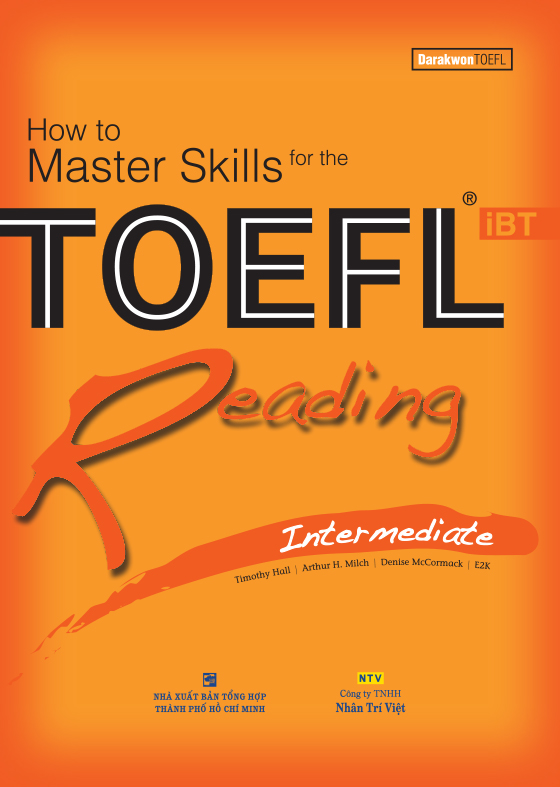 DarakwonTOEFL
How to
Master Skills for the
TOEFL® iBT
Reading
Intermediate
Timothy Hall | Arthur H. Milch | Denise McCormack | E2K
NHÀ XUẤT BẢN TỔNG HỢP
THÀNH PHỐ HỒ CHÍ MINH
NTV
Công ty TNHH
Nhân Trí Việt